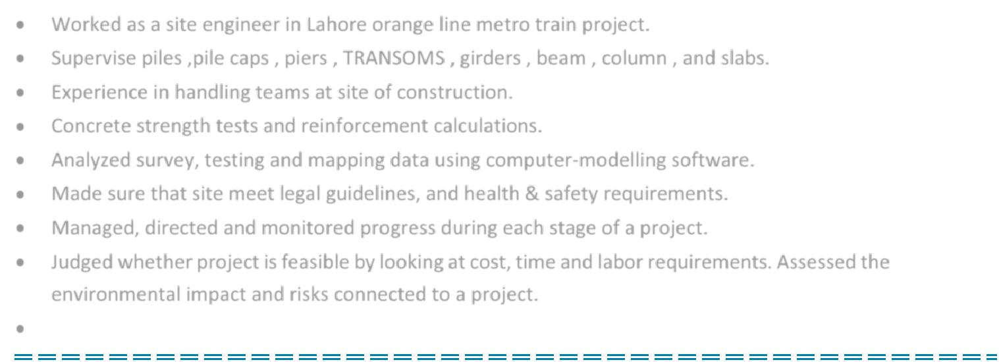 • Worked as a site engineer in Lahore orange line metro train project.
• Supervise piles ,pile caps , piers , TRANSOMS , girders , beam , column , and slabs.
• Experience in handling teams at site of construction.
• Concrete strength tests and reinforcement calculations.
• Analyzed survey, testing and mapping data using computer-modelling software.
• Made sure that site meet legal guidelines, and health & safety requirements.
• Managed, directed and monitored progress during each stage of a project.
• Judged whether project is feasible by looking at cost, time and labor requirements. Assessed the
environmental impact and risks connected to a project.
•